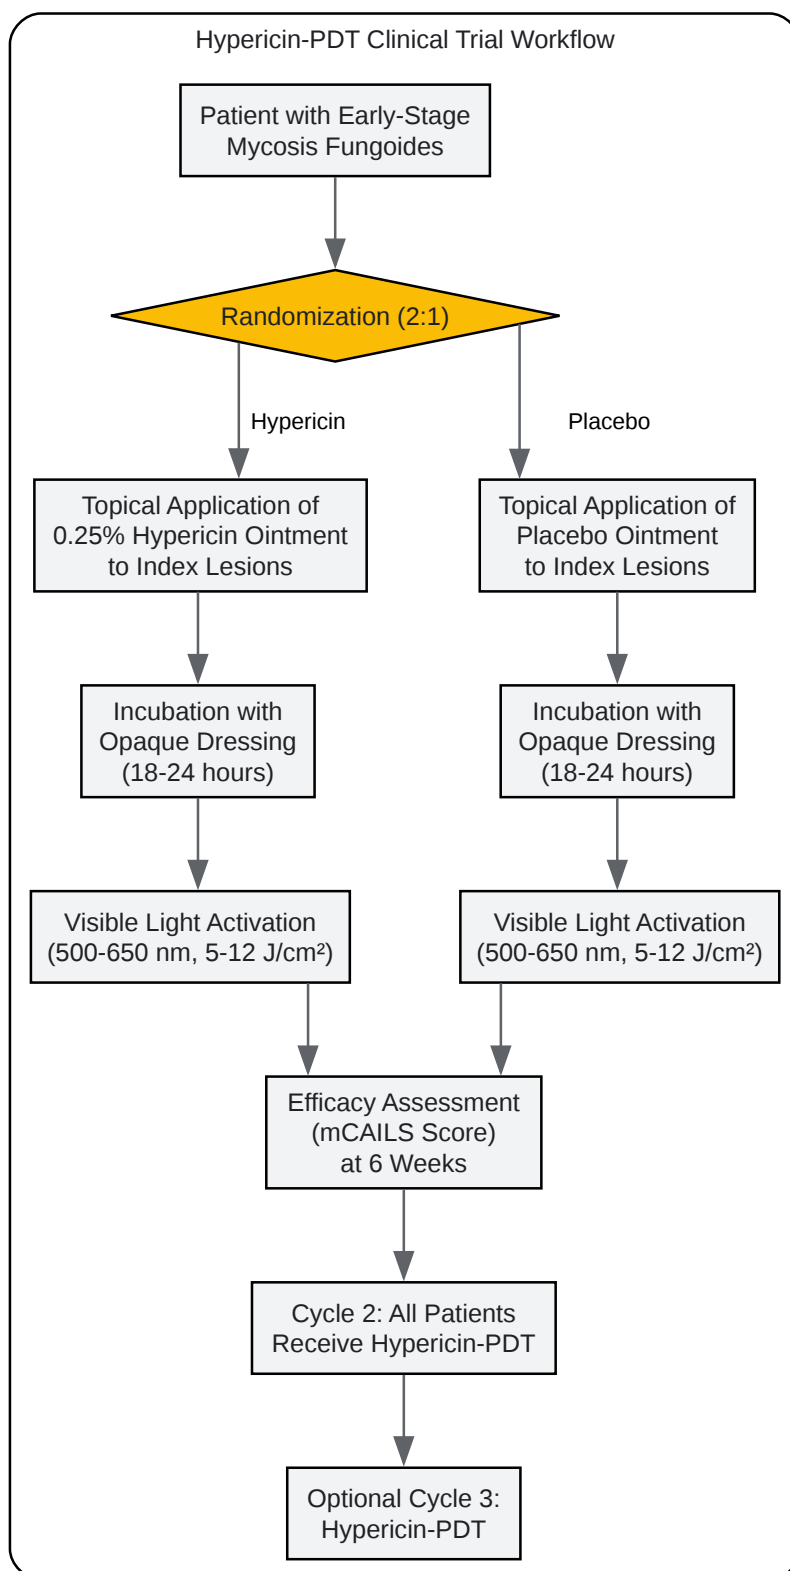 Hypericin-PDT Clinical Trial Workflow
Patient with Early-Stage
Mycosis Fungoides
Randomization (2:1)
Hypericin
Placebo
Topical Application of
0.25% Hypericin Ointment
to Index Lesions
Topical Application of
Placebo Ointment
to Index Lesions
Incubation with
Opaque Dressing
(18-24 hours)
Incubation with
Opaque Dressing
(18-24 hours)
Visible Light Activation
(500-650 nm, 5-12 J/cm²)
Visible Light Activation
(500-650 nm, 5-12 J/cm²)
Efficacy Assessment
(mCAILS Score)
at 6 Weeks
Cycle 2: All Patients
Receive Hypericin-PDT
Optional Cycle 3:
Hypericin-PDT